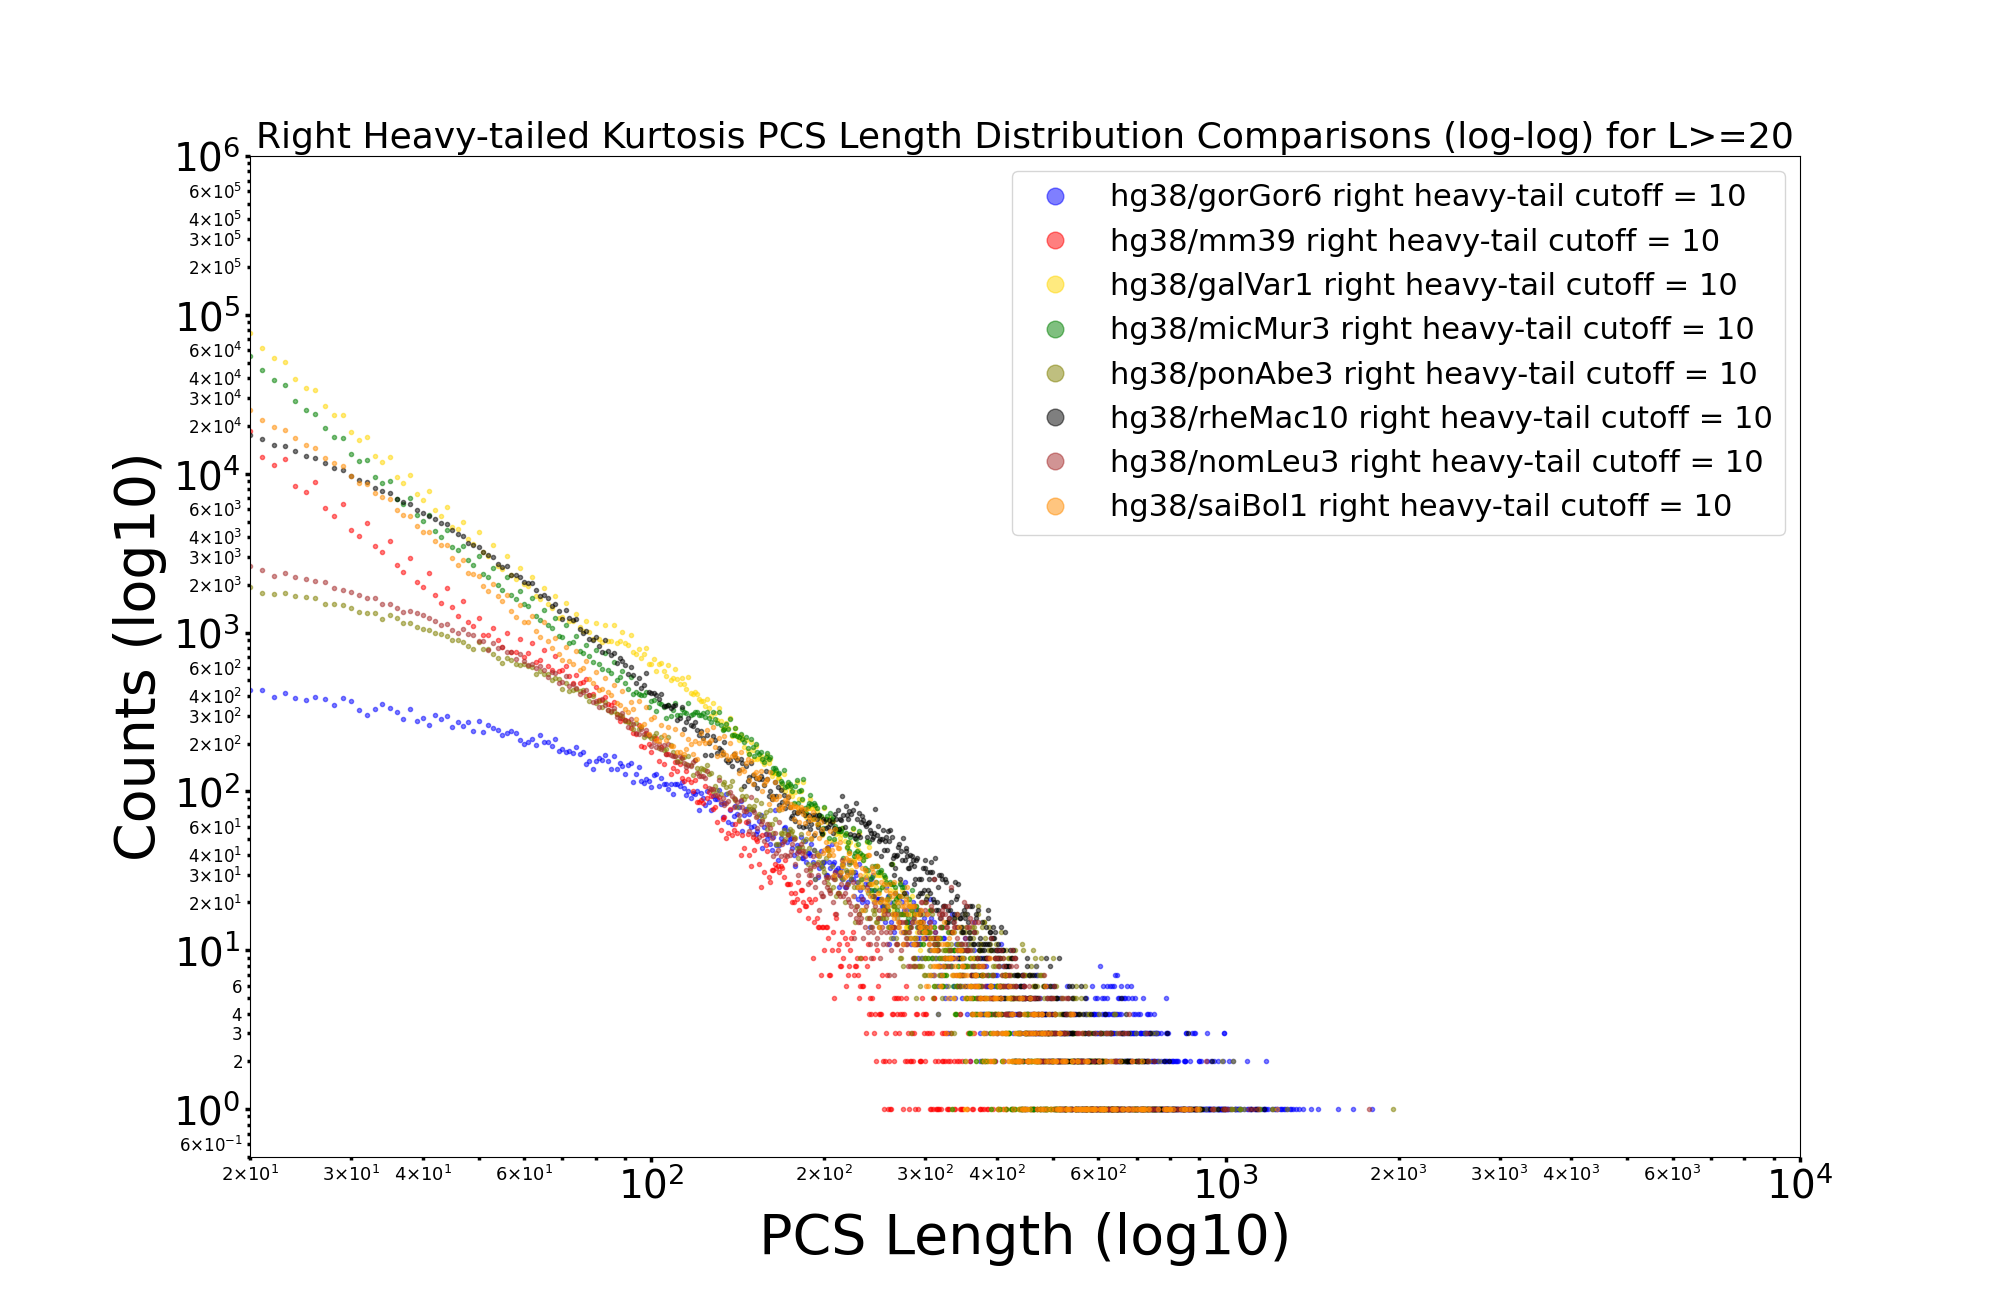 Right Heavy-tailed Kurtosis PCS Length Distribution Comparisons (log-log) for L>=20
10⁶
6×10⁵
4×10⁵
3×10⁵
2×10⁵
10⁵
6×10⁴
4×10⁴
3×10⁴
2×10⁴
10⁴
6×10³
4×10³
3×10³
2×10³
10³
6×10²
4×10²
3×10²
2×10²
10²
6×10¹
4×10¹
3×10¹
2×10¹
10¹
6
4
3
2
10⁰
6×10⁻¹
Counts (log10)
hg38/gorGor6 right heavy-tail cutoff = 10
hg38/mm39 right heavy-tail cutoff = 10
hg38/galVar1 right heavy-tail cutoff = 10
hg38/micMur3 right heavy-tail cutoff = 10
hg38/ponAbe3 right heavy-tail cutoff = 10
hg38/rheMac10 right heavy-tail cutoff = 10
hg38/nomLeu3 right heavy-tail cutoff = 10
hg38/saiBol1 right heavy-tail cutoff = 10
2×10¹ 3×10¹ 4×10¹ 6×10¹ 10² 2×10² 3×10² 4×10² 6×10² 10³ 2×10³ 3×10³ 4×10³ 6×10³ 10⁴
PCS Length (log10)